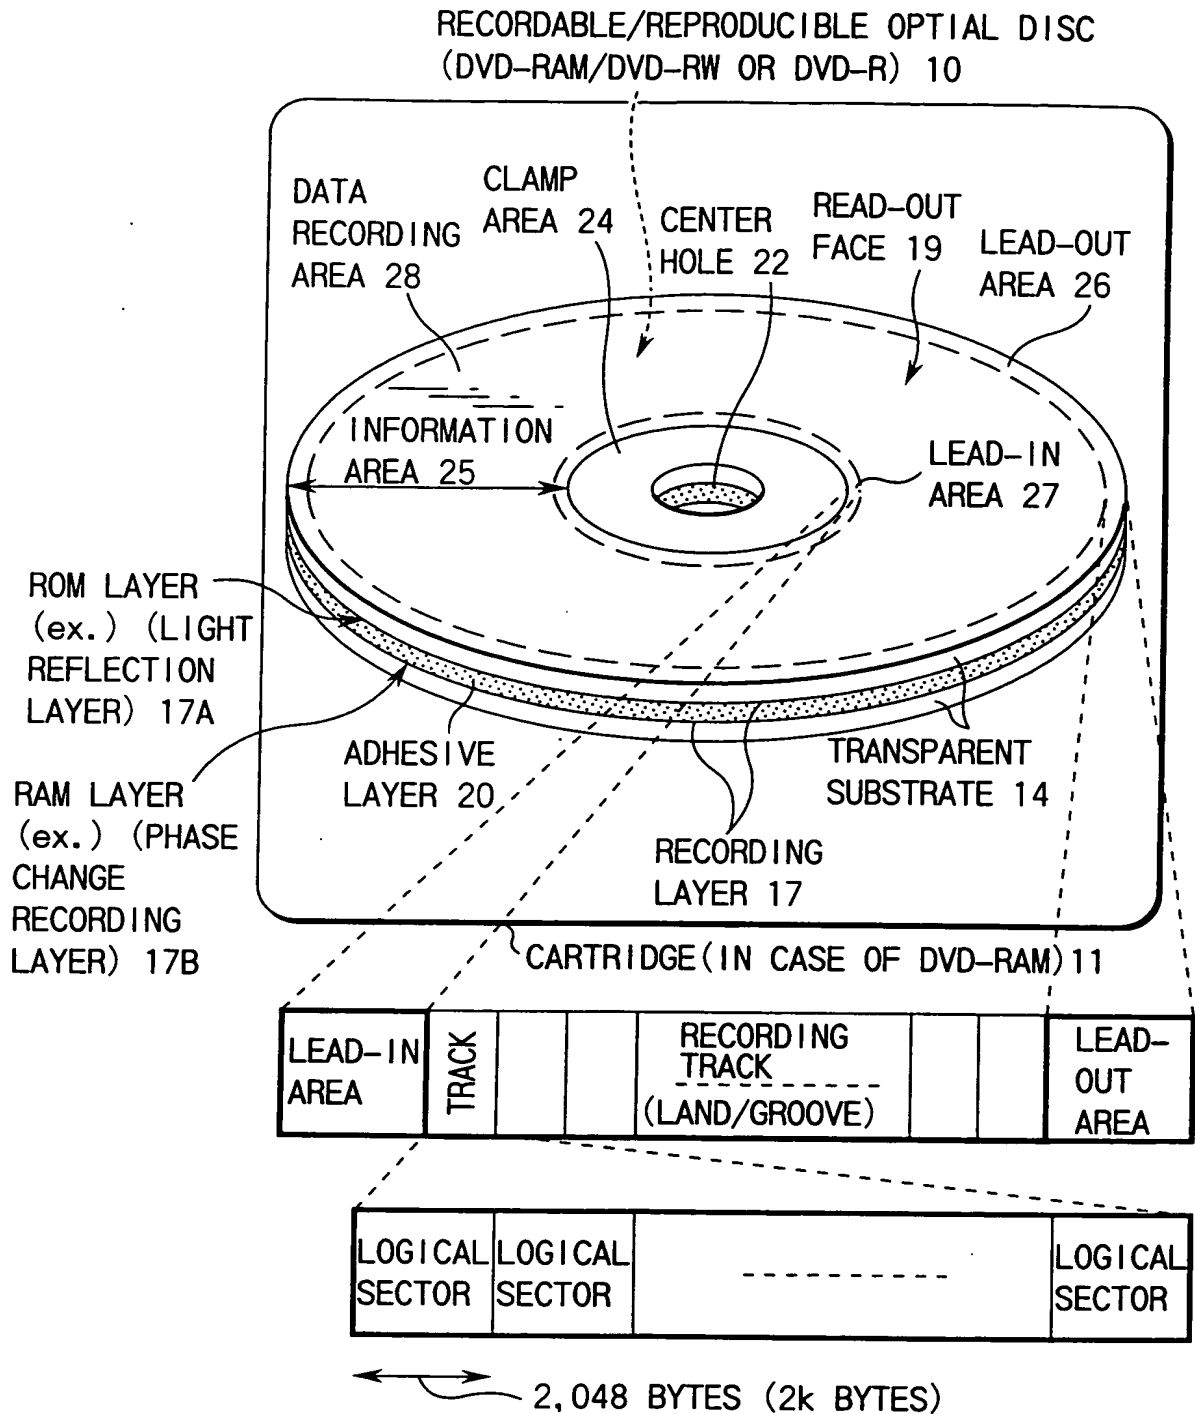 RECORDABLE/REPRODUCIBLE OPTIAL DISC
(DVD-RAM/DVD-RW OR DVD-R) 10
DATA
RECORDING
AREA 28
CLAMP
AREA 24
CENTER
HOLE 22
READ-OUT
FACE 19
LEAD-OUT
AREA 26
INFORMATION
AREA 25
LEAD-IN
AREA 27
ROM LAYER
(ex.) (LIGHT
REFLECTION
LAYER) 17A
ADHESIVE
LAYER 20
TRANSPARENT
SUBSTRATE 14
RAM LAYER
(ex.) (PHASE
CHANGE
RECORDING
LAYER) 17B
RECORDING
LAYER 17
CARTRIDGE(IN CASE OF DVD-RAM)11
LEAD-IN
AREA
TRACK
RECORDING
TRACK
(LAND/GROOVE)
LEAD-
OUT
AREA
LOGICAL
SECTOR
LOGICAL
SECTOR
LOGICAL
SECTOR
2,048 BYTES (2k BYTES)